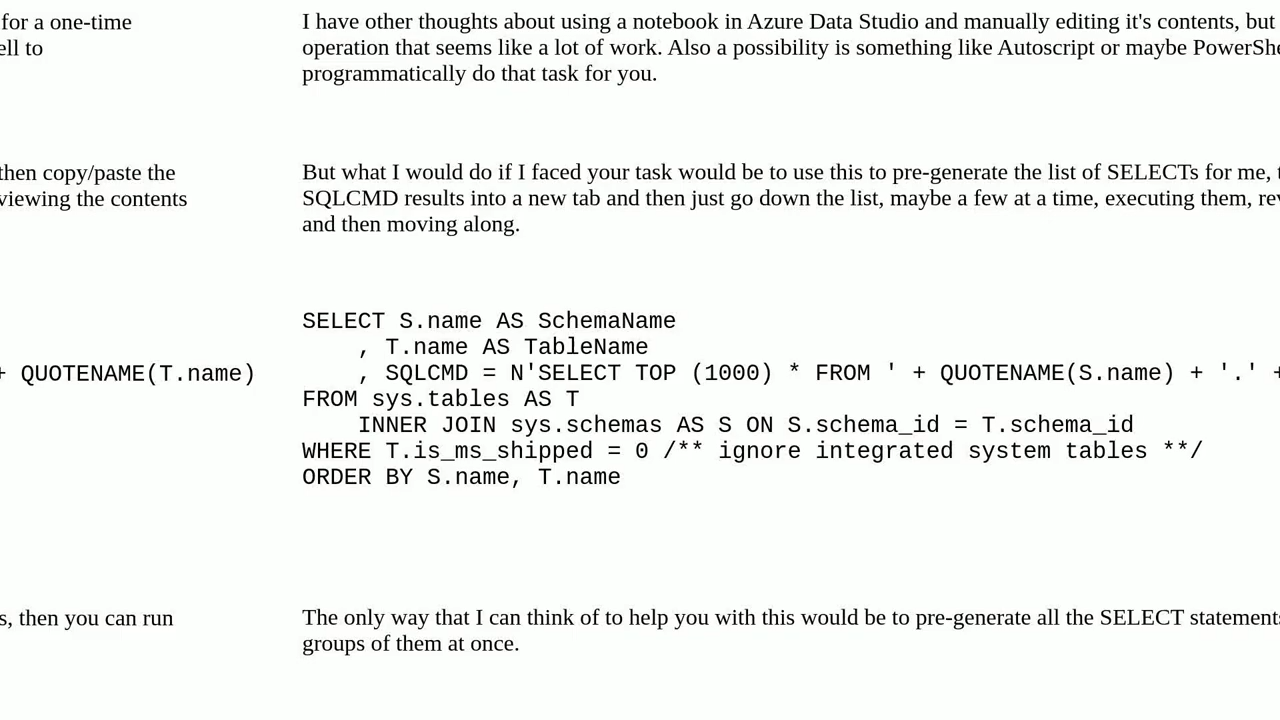 for a one-time
ell to
I have other thoughts about using a notebook in Azure Data Studio and manually editing it's contents, but
operation that seems like a lot of work. Also a possibility is something like Autoscript or maybe PowerShe
programmatically do that task for you.
then copy/paste the
viewing the contents
But what I would do if I faced your task would be to use this to pre-generate the list of SELECTs for me, t
SQLCMD results into a new tab and then just go down the list, maybe a few at a time, executing them, rev
and then moving along.
+ QUOTENAME(T.name)
SELECT S.name AS SchemaName
, T.name AS TableName
, SQLCMD = N'SELECT TOP (1000) * FROM ' + QUOTENAME(S.name) + '.' +
FROM sys.tables AS T
INNER JOIN sys.schemas AS S ON S.schema_id = T.schema_id
WHERE T.is_ms_shipped = 0 /** ignore integrated system tables **/
ORDER BY S.name, T.name
s, then you can run
The only way that I can think of to help you with this would be to pre-generate all the SELECT statements
groups of them at once.